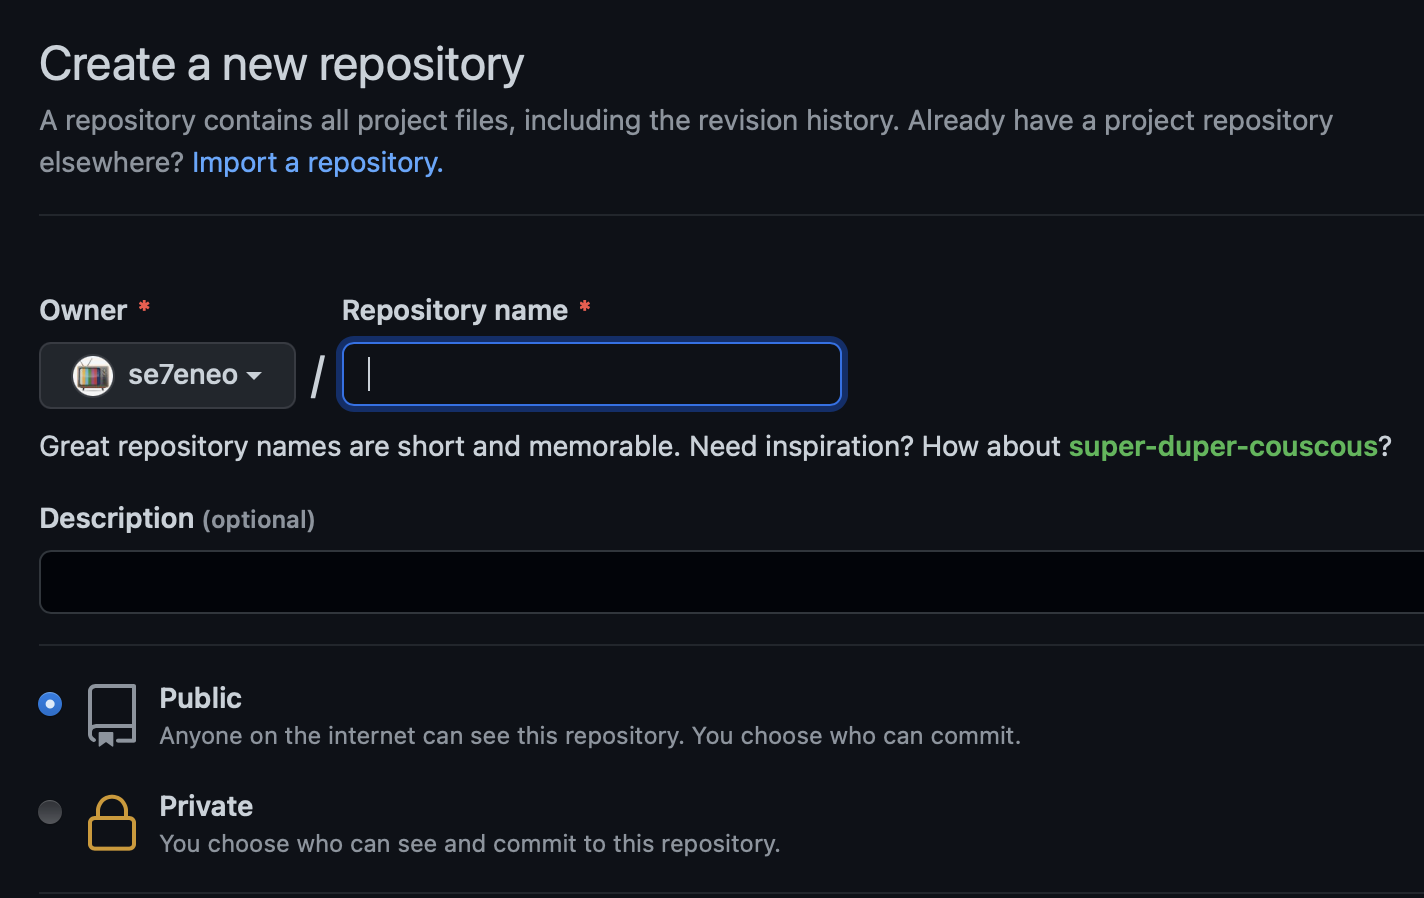 Create a new repository
A repository contains all project files, including the revision history. Already have a project repository
elsewhere? Import a repository.
Owner * Repository name *
se7eneo /
Great repository names are short and memorable. Need inspiration? How about super-duper-couscous?
Description (optional)
Public
Anyone on the internet can see this repository. You choose who can commit.
Private
You choose who can see and commit to this repository.